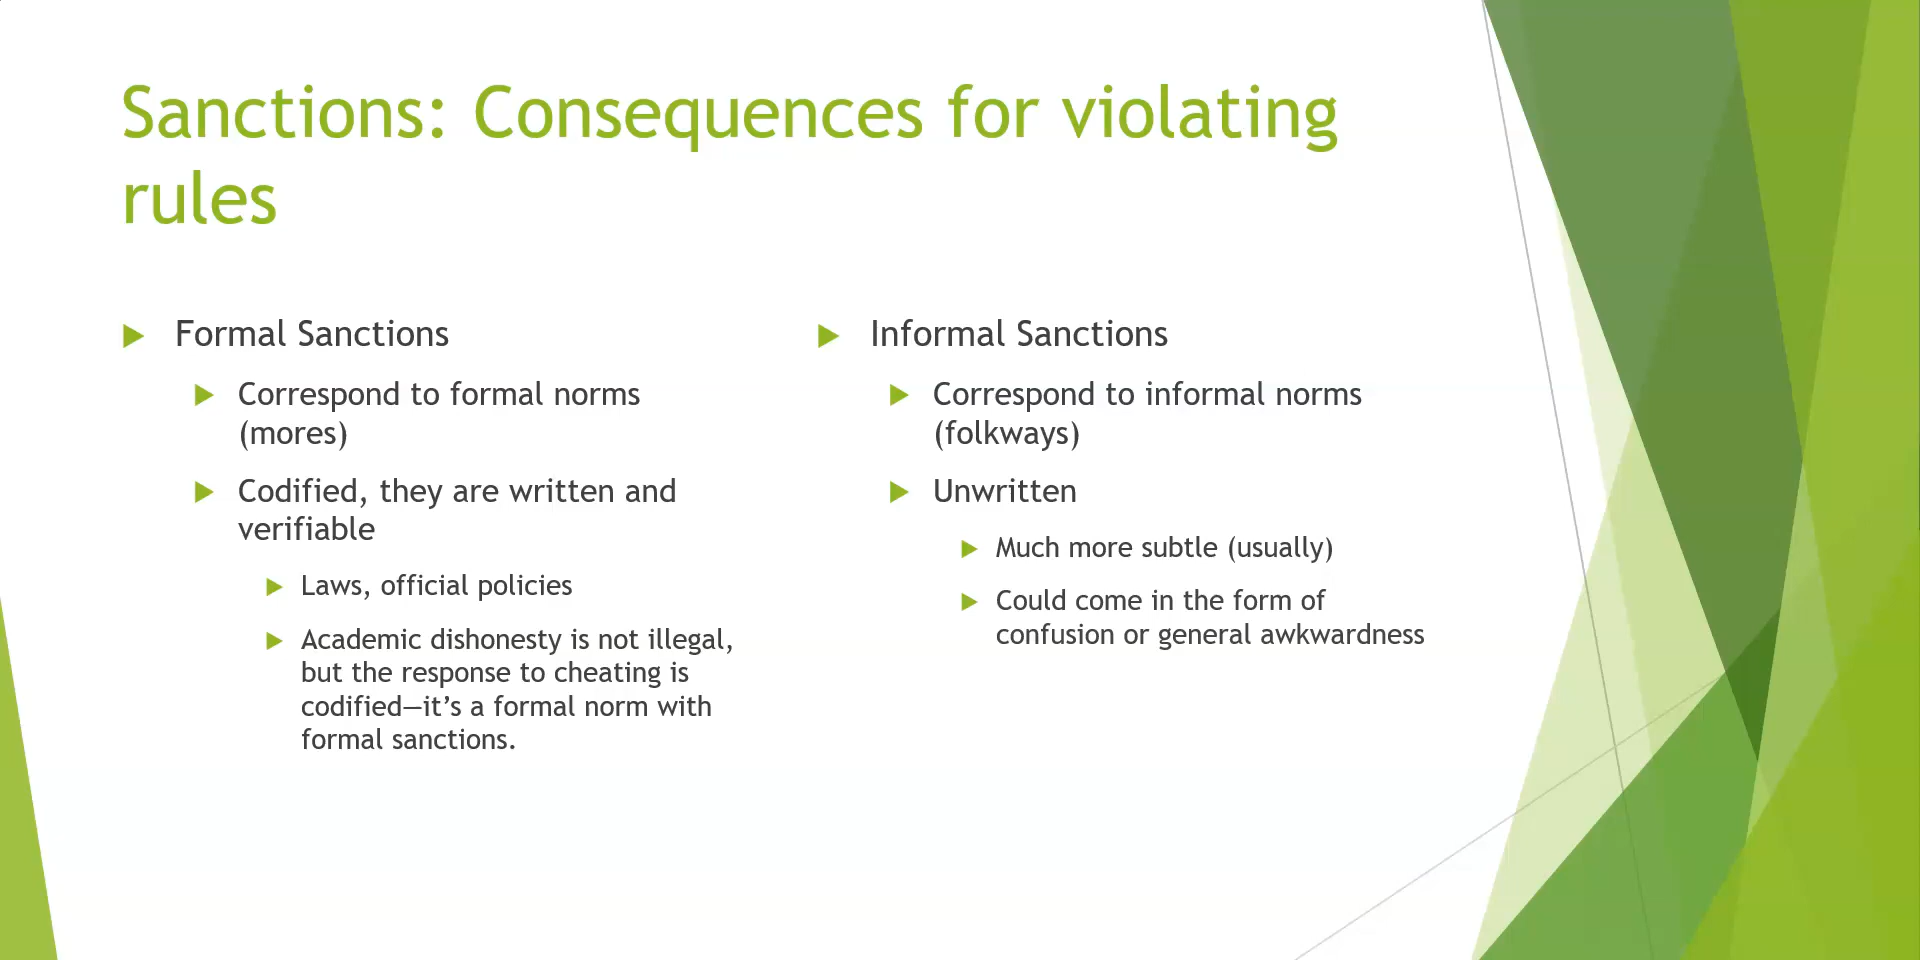 Sanctions: Consequences for violating
rules
Formal Sanctions
Correspond to formal norms
(mores)
Codified, they are written and
verifiable
Laws, official policies
Academic dishonesty is not illegal,
but the response to cheating is
codified—it’s a formal norm with
formal sanctions.
Informal Sanctions
Correspond to informal norms
(folkways)
Unwritten
Much more subtle (usually)
Could come in the form of
confusion or general awkwardness